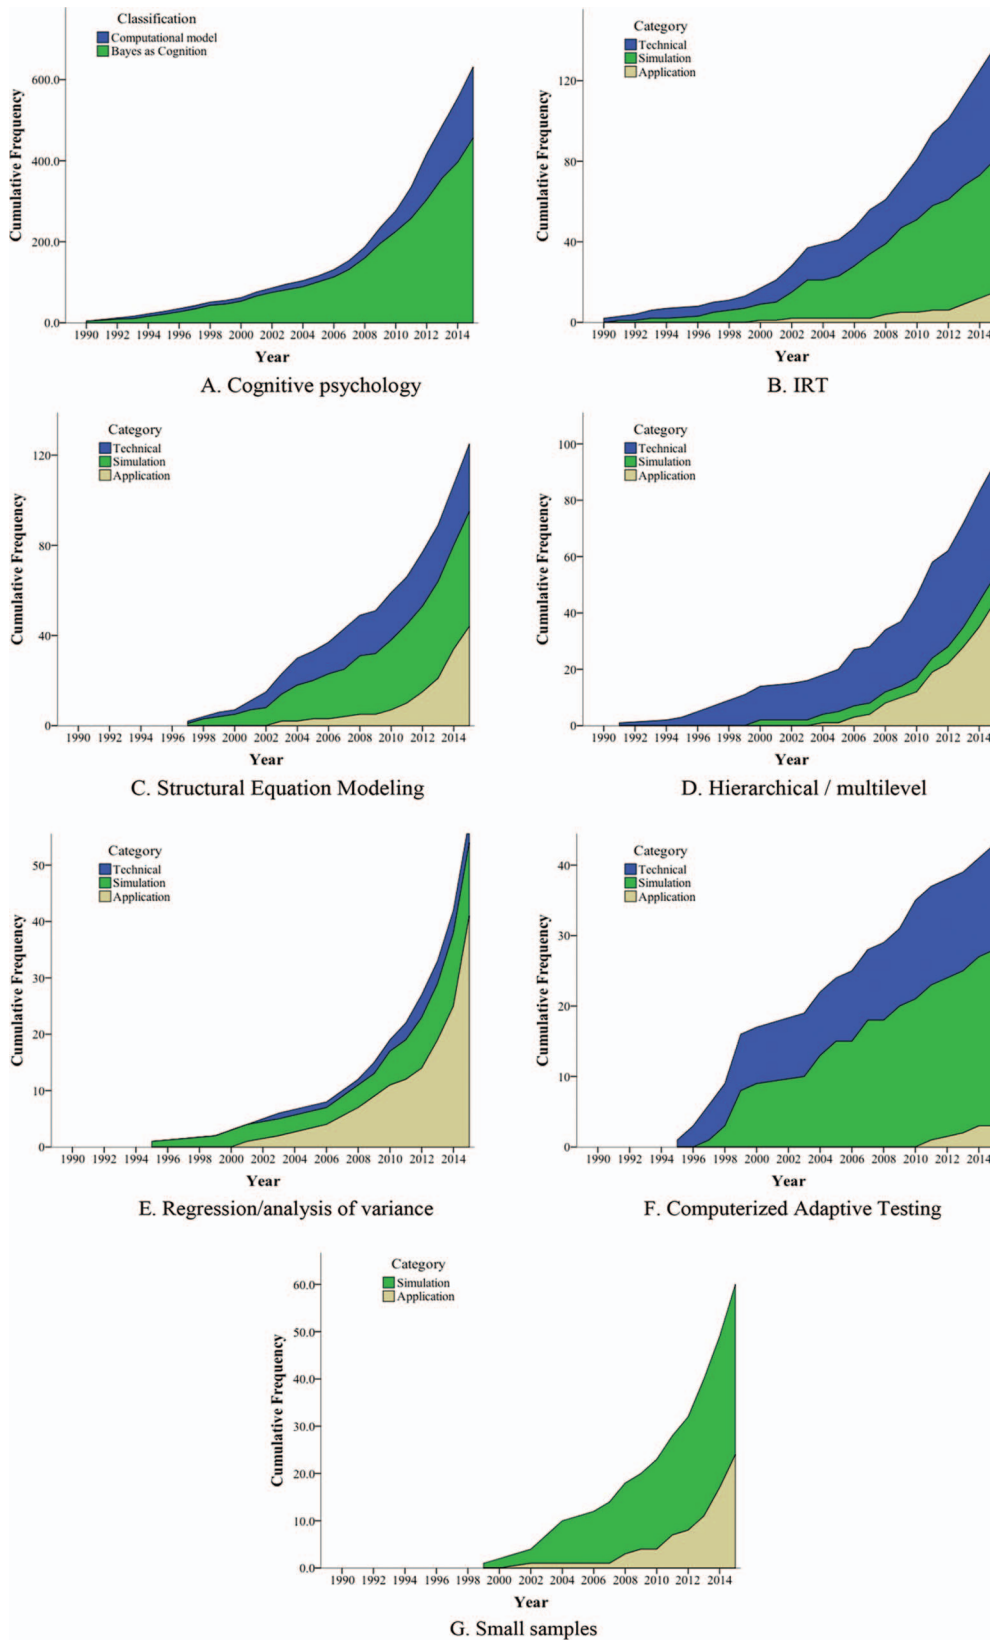 Classification
Computational model
Bayes as Cognition
600.0
400.0
200.0
0.0
Cumulative Frequency
1990 1992 1994 1996 1998 2000 2002 2004 2006 2008 2010 2012 2014
Year
A. Cognitive psychology
Category
Technical
Simulation
Application
120
80
40
0
Cumulative Frequency
1990 1992 1994 1996 1998 2000 2002 2004 2006 2008 2010 2012 2014
Year
B. IRT
Category
Technical
Simulation
Application
120
80
40
0
Cumulative Frequency
1990 1992 1994 1996 1998 2000 2002 2004 2006 2008 2010 2012 2014
Year
C. Structural Equation Modeling
Category
Technical
Simulation
Application
100
80
60
40
20
0
Cumulative Frequency
1990 1992 1994 1996 1998 2000 2002 2004 2006 2008 2010 2012 2014
Year
D. Hierarchical / multilevel
Category
Technical
Simulation
Application
50
40
30
20
10
0
Cumulative Frequency
1990 1992 1994 1996 1998 2000 2002 2004 2006 2008 2010 2012 2014
Year
E. Regression/analysis of variance
Category
Technical
Simulation
Application
40
30
20
10
0
Cumulative Frequency
1990 1992 1994 1996 1998 2000 2002 2004 2006 2008 2010 2012 2014
Year
F. Computerized Adaptive Testing
Category
Simulation
Application
60.0
50.0
40.0
30.0
20.0
10.0
0.0
Cumulative Frequency
1990 1992 1994 1996 1998 2000 2002 2004 2006 2008 2010 2012 2014
Year
G. Small samples